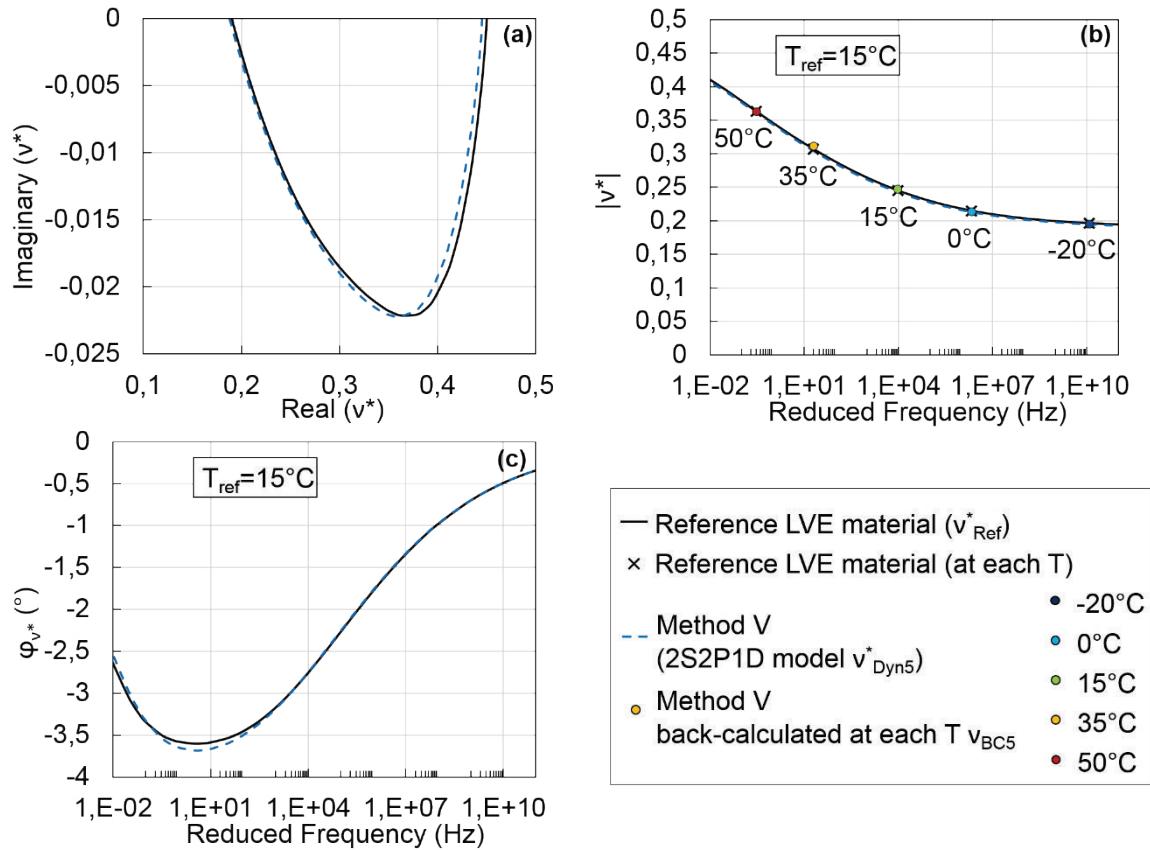 (a)
0
-0,005
-0,01
-0,015
-0,02
-0,025
Imaginary (ν*)
0,1 0,2 0,3 0,4 0,5
Real (ν*)
(b)
T_ref=15°C
0,5
0,45
0,4
0,35
0,3
0,25
0,2
0,15
0,1
0,05
0
|ν*|
50°C
35°C
15°C
0°C
-20°C
1,E-02 1,E+01 1,E+04 1,E+07 1,E+10
Reduced Frequency (Hz)
(c)
T_ref=15°C
0
-0,5
-1
-1,5
-2
-2,5
-3
-3,5
-4
φ_ν* (°)
1,E-02 1,E+01 1,E+04 1,E+07 1,E+10
Reduced Frequency (Hz)
Reference LVE material (ν*_Ref)
Reference LVE material (at each T)
Method V
(2S2P1D model ν*_Dyn5)
Method V
back-calculated at each T ν_BC5
-20°C
0°C
15°C
35°C
50°C